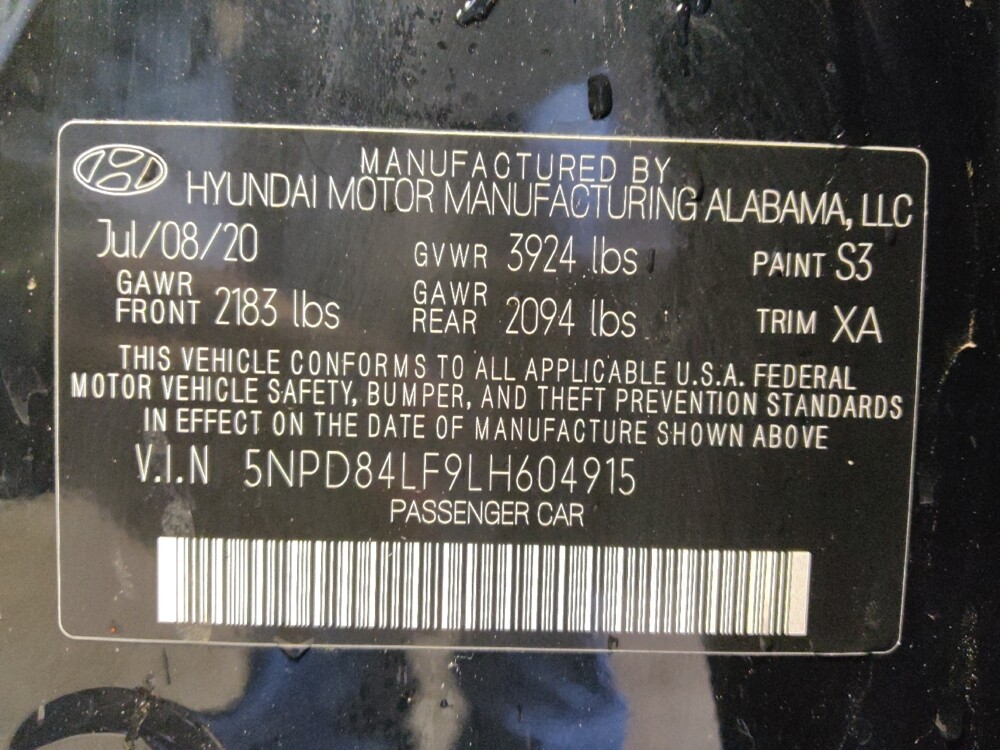 MANUFACTURED BY
HYUNDAI MOTOR MANUFACTURING ALABAMA, LLC
Jul/08/20 GVWR 3924 lbs PAINT S3
GAWR FRONT 2183 lbs GAWR REAR 2094 lbs TRIM XA
THIS VEHICLE CONFORMS TO ALL APPLICABLE U.S.A. FEDERAL
MOTOR VEHICLE SAFETY, BUMPER, AND THEFT PREVENTION STANDARDS
IN EFFECT ON THE DATE OF MANUFACTURE SHOWN ABOVE
V.I.N 5NPD84LF9LH604915
PASSENGER CAR